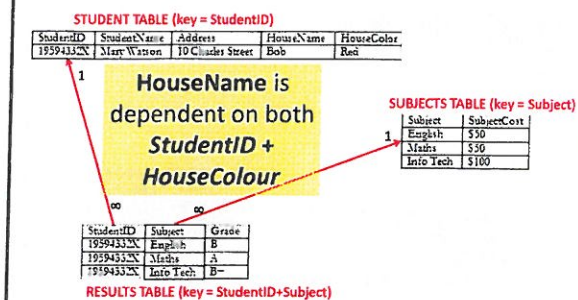 STUDENT TABLE (key = StudentID)
StudentID StudentName Address HouseName HouseColor
19594332X Mary Watson 10 Charles Street Bob Red
1
HouseName is
dependent on both
StudentID +
HouseColour
SUBJECTS TABLE (key = Subject)
Subject SubjectCost
English $50
Maths $50
Info Tech $100
1
∞ ∞
StudentID Subject Grade
19594332X English B
19594332X Maths A
19594332X Info Tech B+
RESULTS TABLE (key = StudentID+Subject)